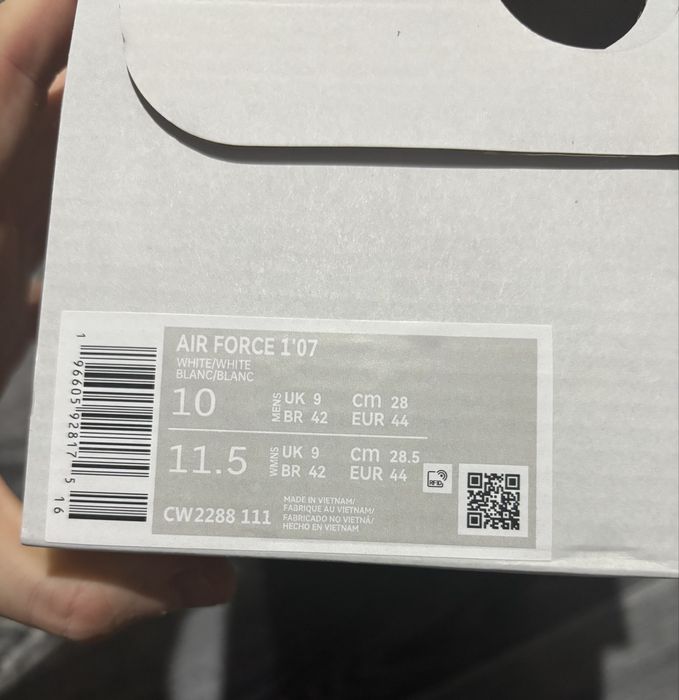 AIR FORCE 1'07
WHITE/WHITE
BLANC/BLANC
10 MENS UK 9 cm 28
BR 42 EUR 44
11.5 WMNS UK 9 cm 28.5
BR 42 EUR 44
RFID
CW2288 111
MADE IN VIETNAM/
FABRIQUE AU VIETNAM/
FABRICADO NO VIETNÃ/
HECHO EN VIETNAM
1 96605 92817 5 16